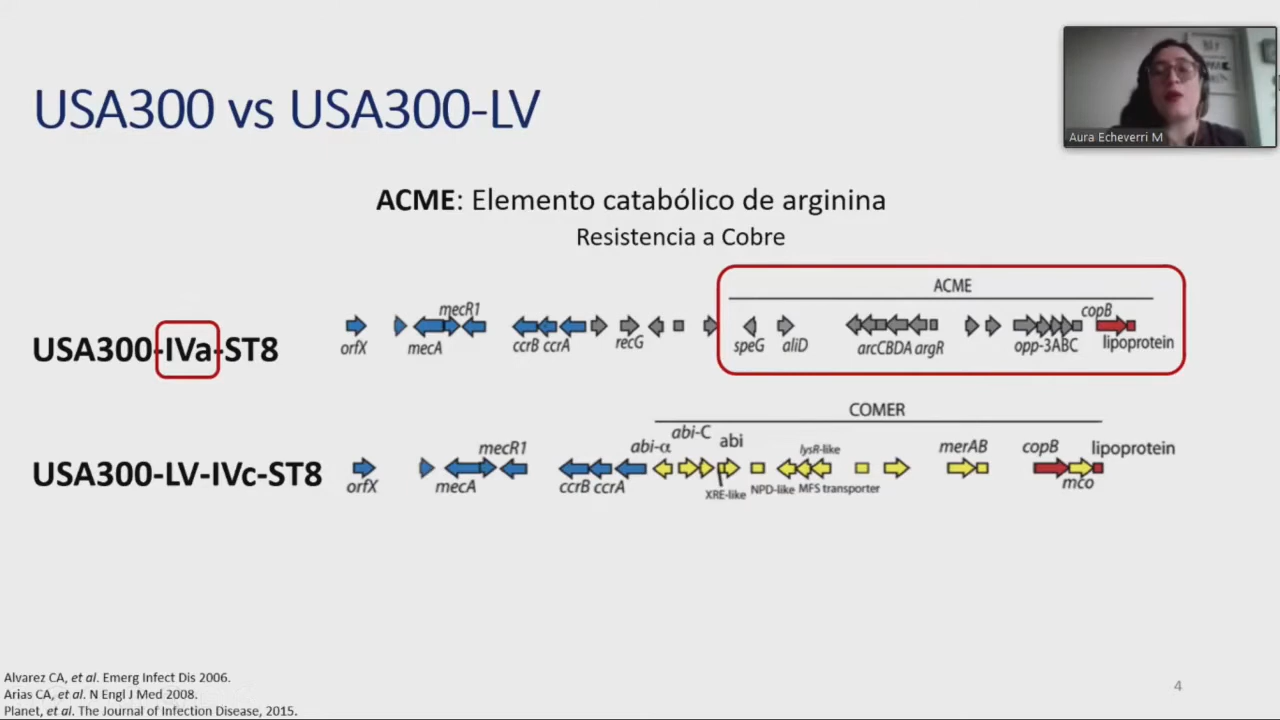 USA300 vs USA300-LV
Aura Echeverri M
ACME: Elemento catabólico de arginina
Resistencia a Cobre
ACME
mecR1
copB
USA300-IVa-ST8
orfX mecA ccrB ccrA recG speG aliD arcCBDA argR opp-3ABC lipoprotein
COMER
abi-α abi-C abi
mecR1 lysR-like merAB copB lipoprotein
USA300-LV-IVc-ST8
orfX mecA ccrB ccrA XRE-like NPD-like MFS transporter mco
Alvarez CA, et al. Emerg Infect Dis 2006.
Arias CA, et al. N Engl J Med 2008.
Planet, et al. The Journal of Infection Disease, 2015.
4